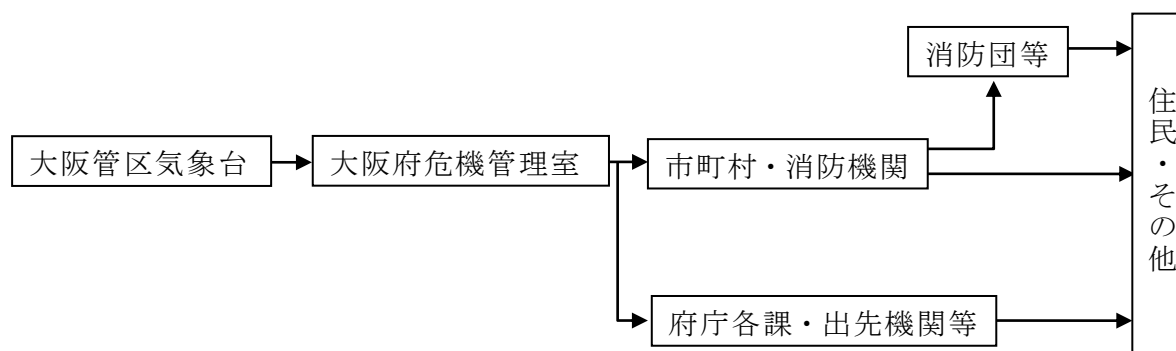 消防団等
大阪管区気象台
大阪府危機管理室
市町村・消防機関
住民・その他
府庁各課・出先機関等